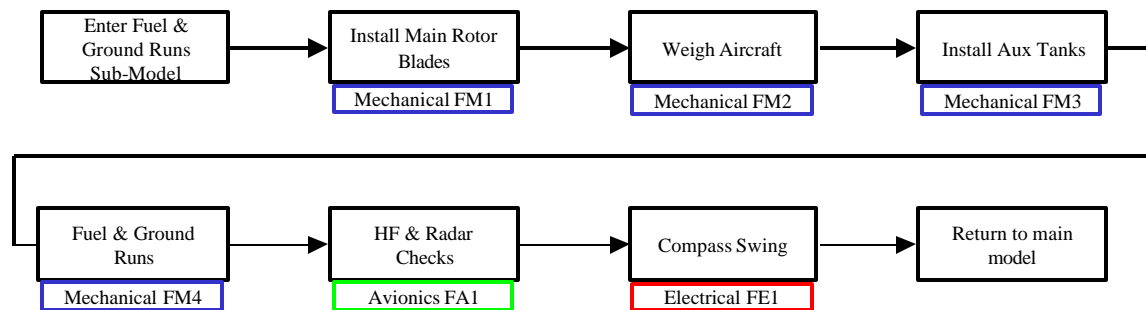 Enter Fuel &
Ground Runs
Sub-Model
Install Main Rotor
Blades
Mechanical FM1
Weigh Aircraft
Mechanical FM2
Install Aux Tanks
Mechanical FM3
Fuel & Ground
Runs
Mechanical FM4
HF & Radar
Checks
Avionics FA1
Compass Swing
Electrical FE1
Return to main
model